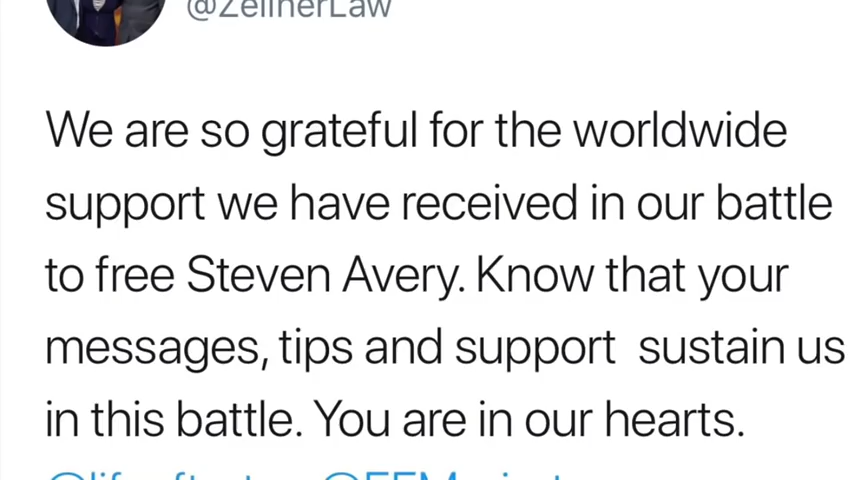 @ZellnerLaw
We are so grateful for the worldwide
support we have received in our battle
to free Steven Avery. Know that your
messages, tips and support sustain us
in this battle. You are in our hearts.